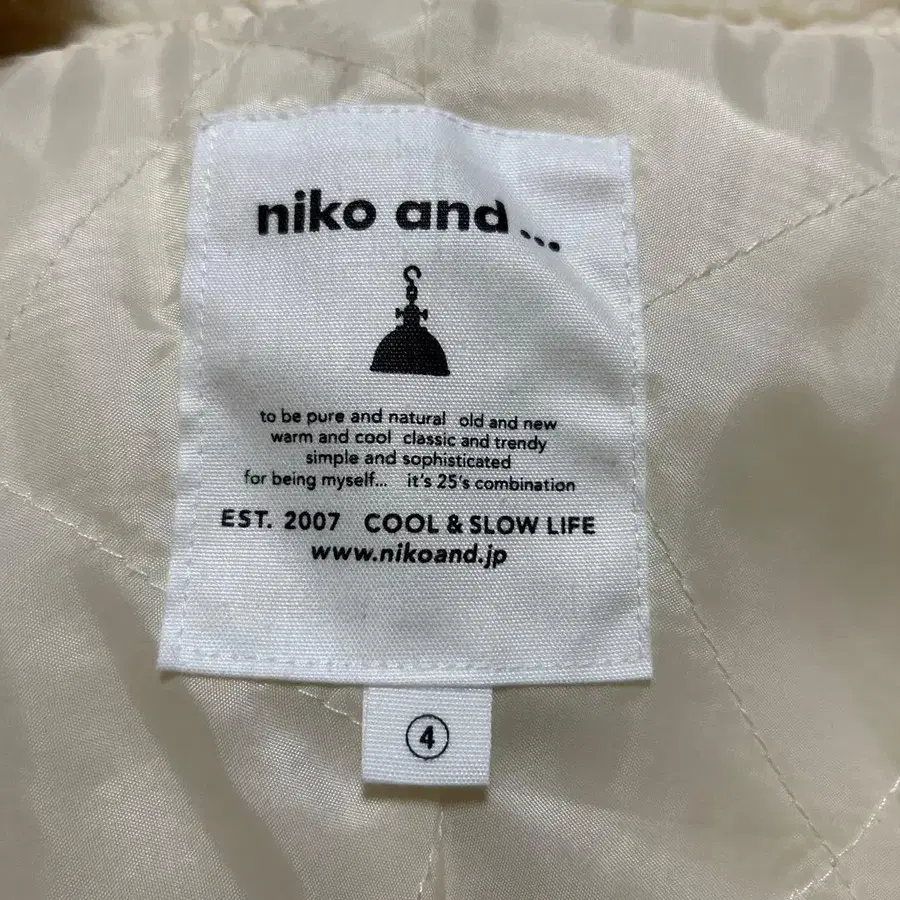 niko and ...
to be pure and natural old and new
warm and cool classic and trendy
simple and sophisticated
for being myself... it's 25's combination
EST. 2007 COOL & SLOW LIFE
www.nikoand.jp
④